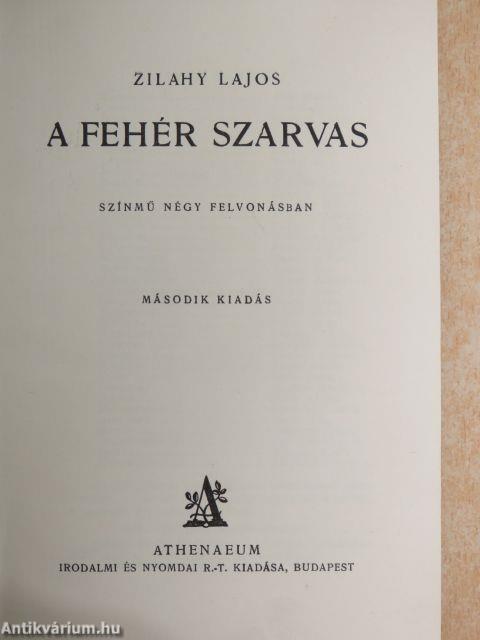 ZILAHY LAJOS
A FEHÉR SZARVAS
SZÍNMŰ NÉGY FELVONÁSBAN
MÁSODIK KIADÁS
A
ATHENAEUM
IRODALMI ÉS NYOMDAI R.-T. KIADÁSA, BUDAPEST
Antikvárium.hu